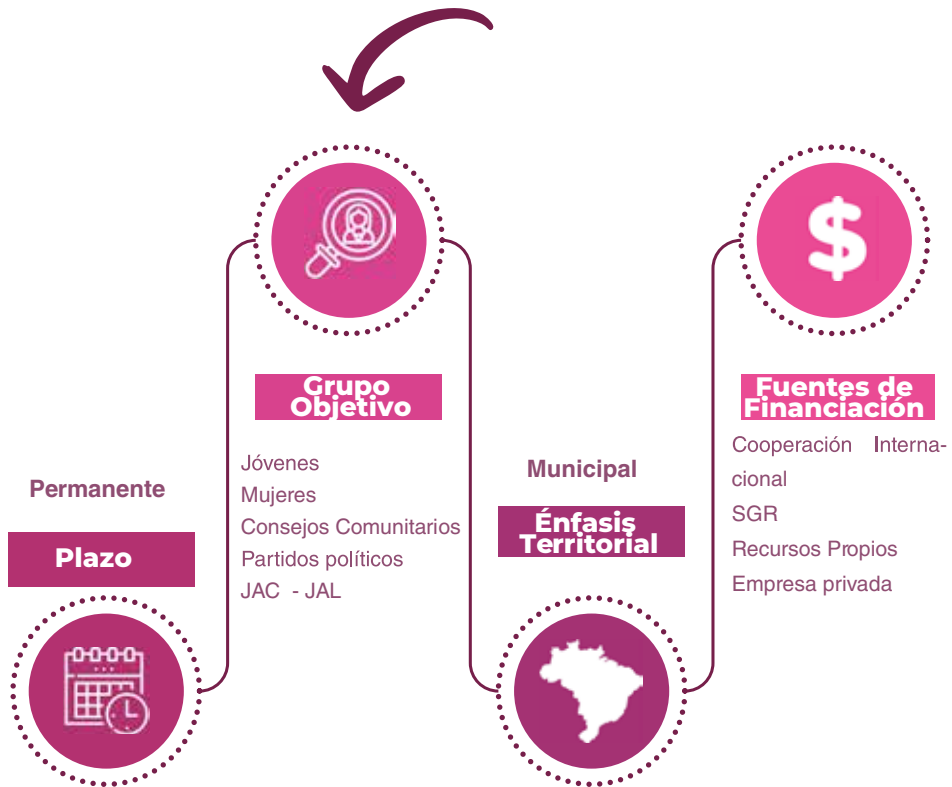 Permanente
Plazo
Grupo
Objetivo
Jóvenes
Mujeres
Consejos Comunitarios
Partidos políticos
JAC - JAL
Municipal
Énfasis
Territorial
Fuentes de
Financiación
Cooperación Interna-
cional
SGR
Recursos Propios
Empresa privada
$